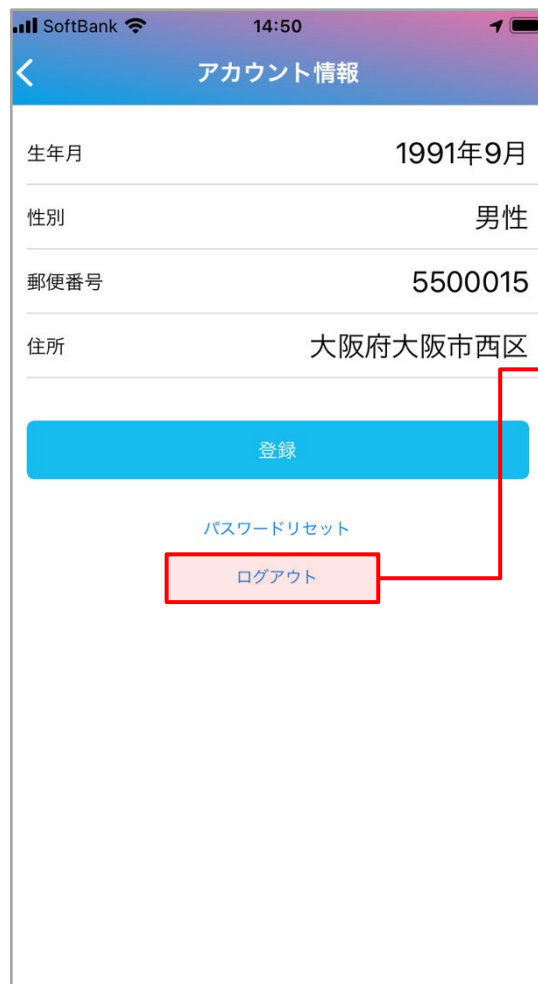 SoftBank 14:50
アカウント情報
生年月 1991年9月
性別 男性
郵便番号 5500015
住所 大阪府大阪市西区
登録
パスワードリセット
ログアウト